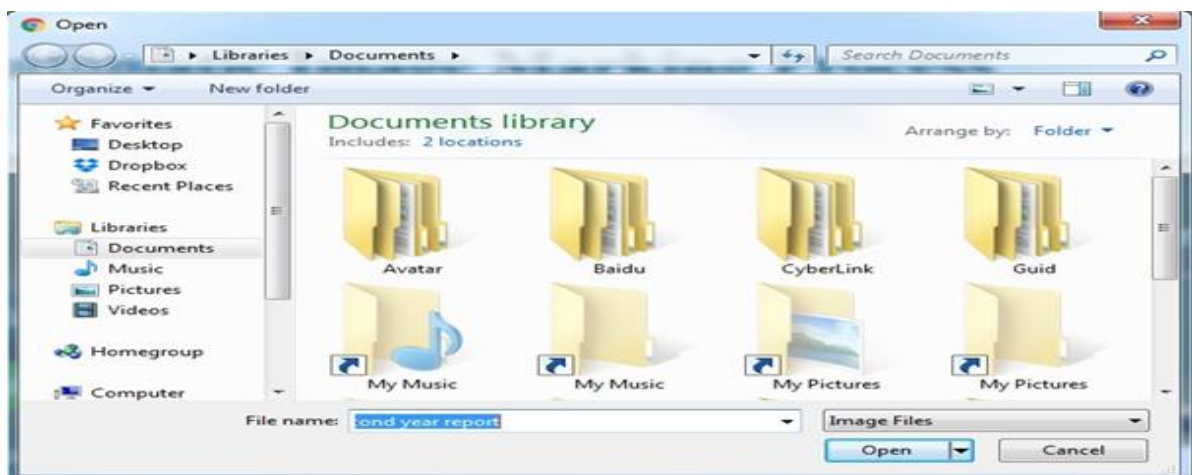 Open
Libraries ▸ Documents ▸
Search Documents
Organize
New folder
Favorites
Desktop
Dropbox
Recent Places
Libraries
Documents
Music
Pictures
Videos
Homegroup
Computer
Documents library
Includes: 2 locations
Arrange by: Folder
Avatar
Baidu
CyberLink
Guid
My Music
My Music
My Pictures
My Pictures
File name: cond year report
Image Files
Open
Cancel